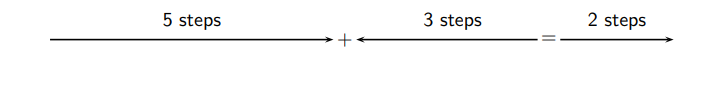 5 steps 3 steps 2 steps
+ =